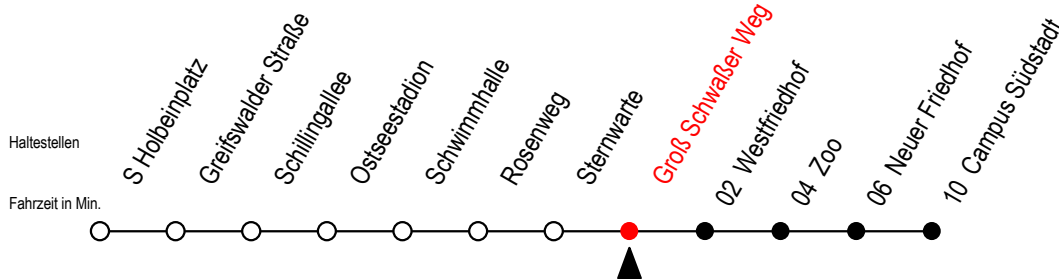 Haltestellen
Fahrzeit in Min.
S Holbeinplatz
Greifswalder Straße
Schillingallee
Ostseestadion
Schwimmhalle
Rosenweg
Sternwarte
Groß Schwaßer Weg
02 Westfriedhof
04 Zoo
06 Neuer Friedhof
10 Campus Südstadt